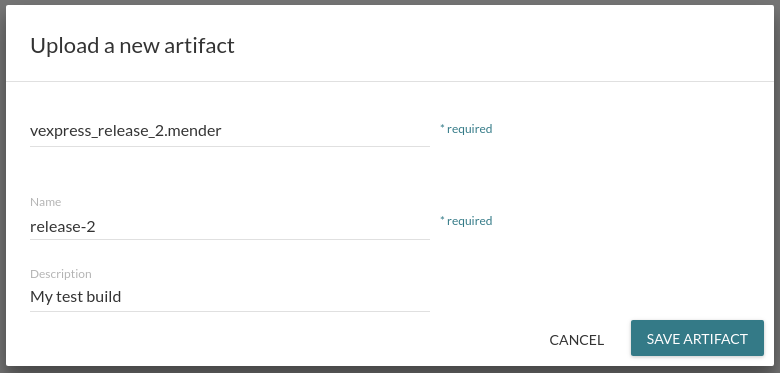 Upload a new artifact
vexpress_release_2.mender
* required
Name
release-2
* required
Description
My test build
CANCEL
SAVE ARTIFACT